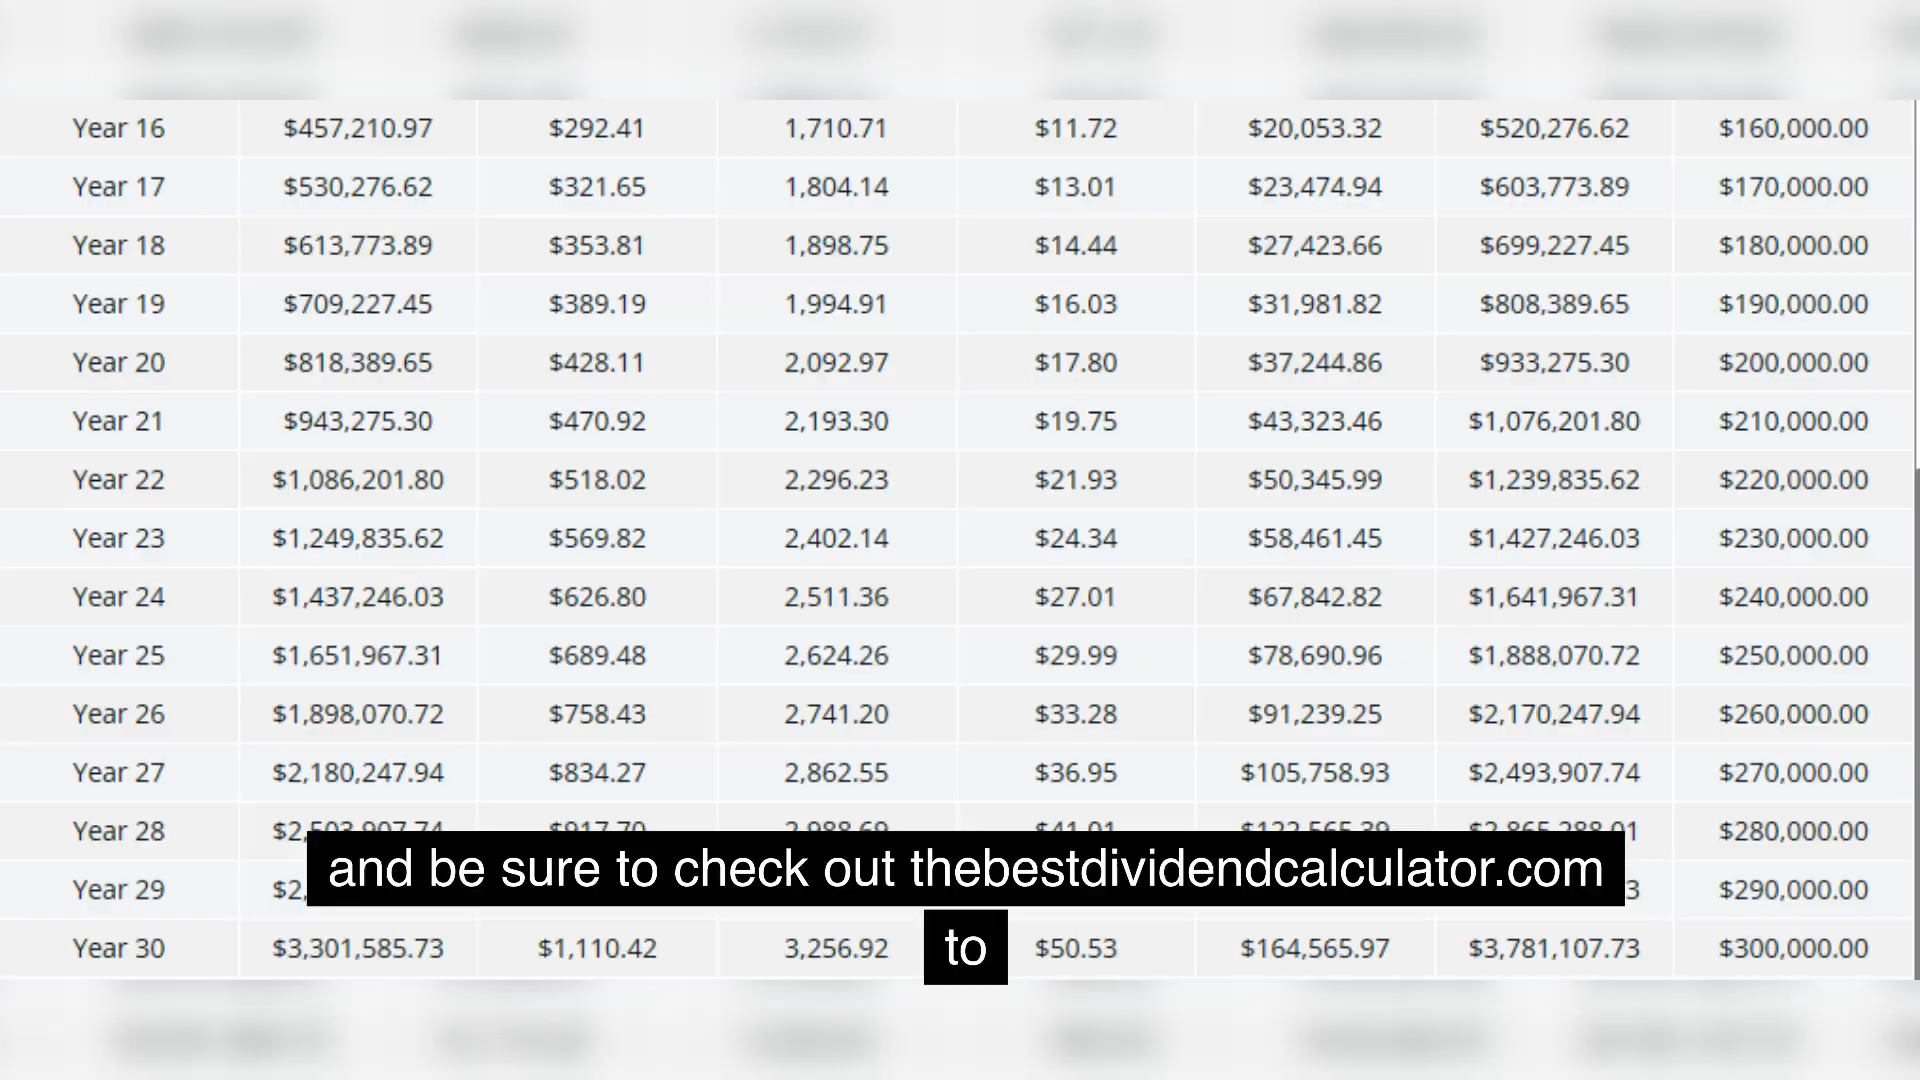 Year 16 $457,210.97 $292.41 1,710.71 $11.72 $20,053.32 $520,276.62 $160,000.00
Year 17 $530,276.62 $321.65 1,804.14 $13.01 $23,474.94 $603,773.89 $170,000.00
Year 18 $613,773.89 $353.81 1,898.75 $14.44 $27,423.66 $699,227.45 $180,000.00
Year 19 $709,227.45 $389.19 1,994.91 $16.03 $31,981.82 $808,389.65 $190,000.00
Year 20 $818,389.65 $428.11 2,092.97 $17.80 $37,244.86 $933,275.30 $200,000.00
Year 21 $943,275.30 $470.92 2,193.30 $19.75 $43,323.46 $1,076,201.80 $210,000.00
Year 22 $1,086,201.80 $518.02 2,296.23 $21.93 $50,345.99 $1,239,835.62 $220,000.00
Year 23 $1,249,835.62 $569.82 2,402.14 $24.34 $58,461.45 $1,427,246.03 $230,000.00
Year 24 $1,437,246.03 $626.80 2,511.36 $27.01 $67,842.82 $1,641,967.31 $240,000.00
Year 25 $1,651,967.31 $689.48 2,624.26 $29.99 $78,690.96 $1,888,070.72 $250,000.00
Year 26 $1,898,070.72 $758.43 2,741.20 $33.28 $91,239.25 $2,170,247.94 $260,000.00
Year 27 $2,180,247.94 $834.27 2,862.55 $36.95 $105,758.93 $2,493,907.74 $270,000.00
Year 28 $2,503,907.74 $917.70 2,988.69 $41.01 $280,000.00
and be sure to check out thebestdividendcalculator.com
Year 29 $290,000.00
to
Year 30 $3,301,585.73 $1,110.42 3,256.92 $50.53 $164,565.97 $3,781,107.73 $300,000.00